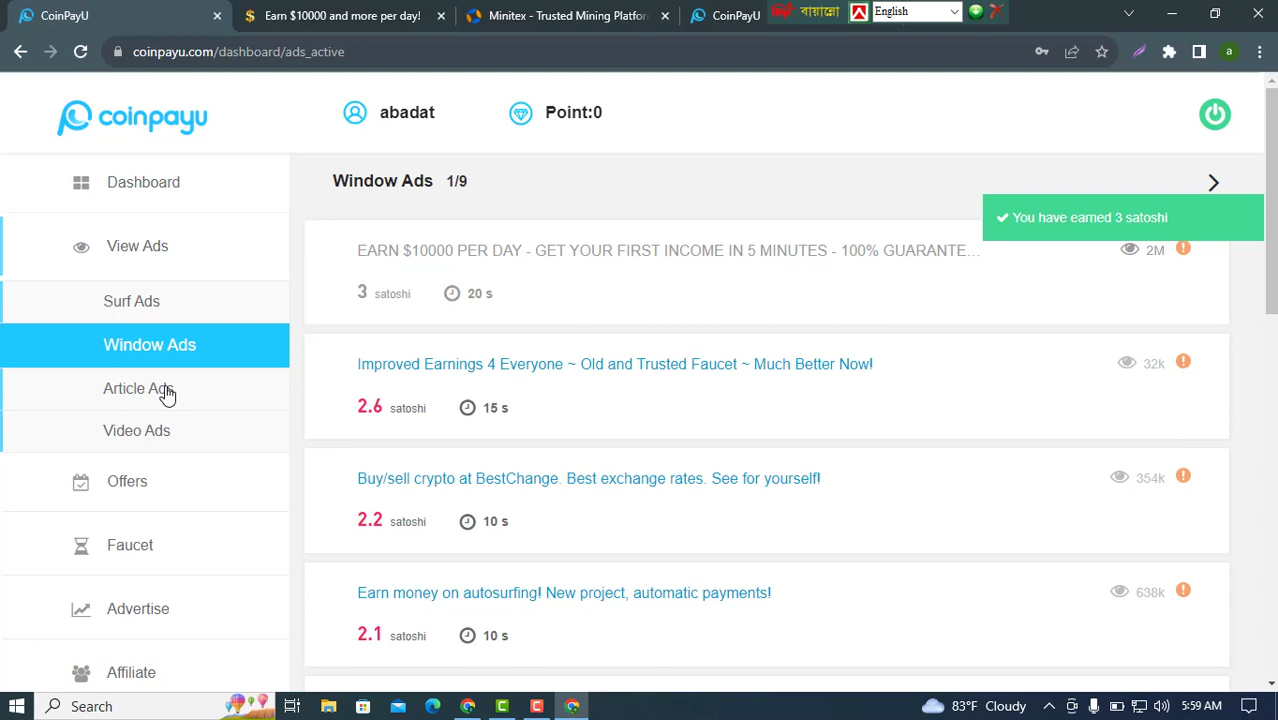 CoinPayU
Earn $10000 and more per day!
Minitex - Trusted Mining Platfor
CoinPayU
বায়ান্নো
English
coinpayu.com/dashboard/ads_active
a
coinpayu
abadat
Point:0
Dashboard
View Ads
Surf Ads
Window Ads
Article Ads
Video Ads
Offers
Faucet
Advertise
Affiliate
Window Ads 1/9
You have earned 3 satoshi
EARN $10000 PER DAY - GET YOUR FIRST INCOME IN 5 MINUTES - 100% GUARANTE...
2M
3 satoshi 20 s
Improved Earnings 4 Everyone ~ Old and Trusted Faucet ~ Much Better Now!
32k
2.6 satoshi 15 s
Buy/sell crypto at BestChange. Best exchange rates. See for yourself!
354k
2.2 satoshi 10 s
Earn money on autosurfing! New project, automatic payments!
638k
2.1 satoshi 10 s
Search
83°F Cloudy
5:59 AM